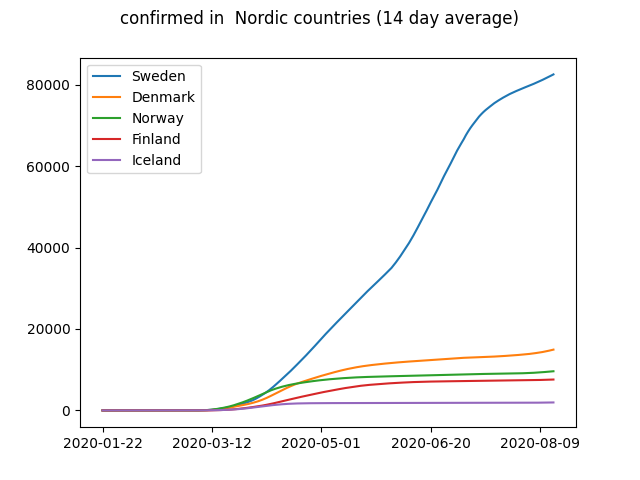 confirmed in  Nordic countries (14 day average)
Sweden
Denmark
Norway
Finland
Iceland
80000
60000
40000
20000
0
2020-01-22 2020-03-12 2020-05-01 2020-06-20 2020-08-09